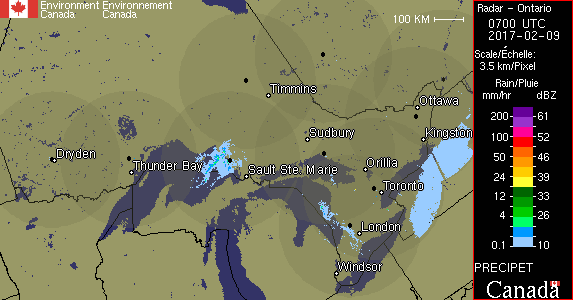 Environment Environnement
Canada Canada
100 KM
Timmins
Ottawa
Sudbury
Kingston
Dryden
Thunder Bay
Sault Ste. Marie
Orillia
Toronto
London
Windsor
Radar - Ontario
0700 UTC
2017-02-09
Scale/Échelle:
3.5 km/Pixel
Rain/Pluie
mm/hr dBZ
200 61
100 52
50 46
24 39
12 33
4 26
0.1 10
PRECIPET
Canada